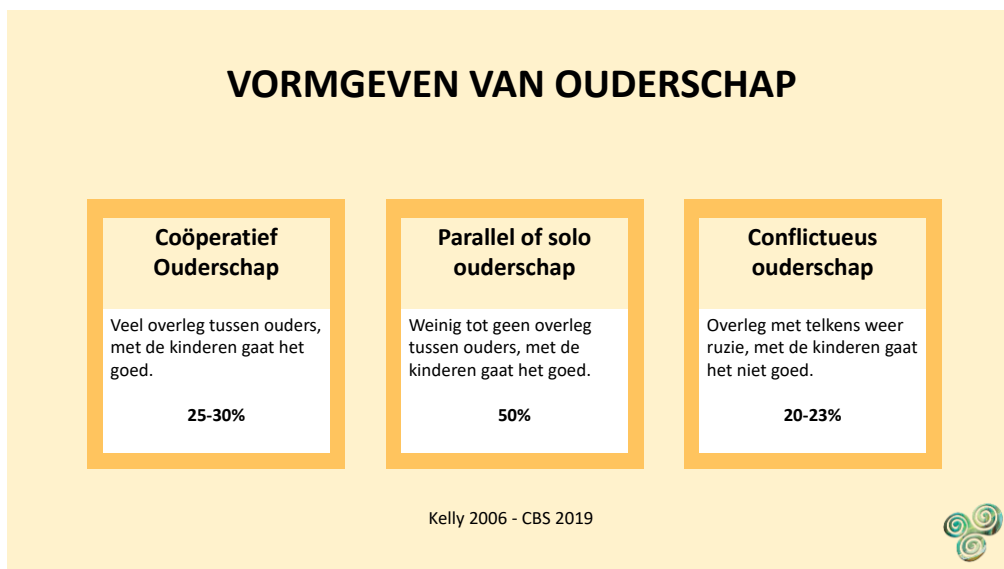 VORMGEVEN VAN OUDERSCHAP
Coöperatief
Ouderschap
Veel overleg tussen ouders,
met de kinderen gaat het
goed.
25-30%
Parallel of solo
ouderschap
Weinig tot geen overleg
tussen ouders, met de
kinderen gaat het goed.
50%
Conflictueus
ouderschap
Overleg met telkens weer
ruzie, met de kinderen gaat
het niet goed.
20-23%
Kelly 2006 - CBS 2019